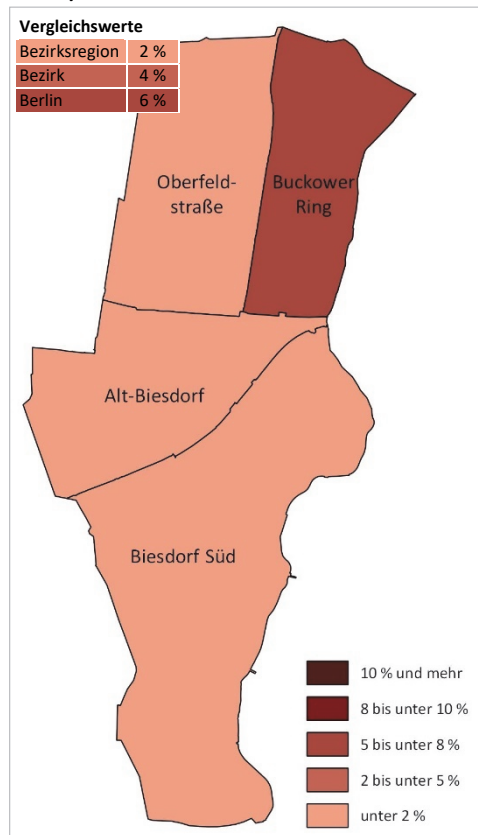 Vergleichswerte
Bezirksregion 2 %
Bezirk 4 %
Berlin 6 %
Oberfeld-
straße
Buckower
Ring
Alt-Biesdorf
Biesdorf Süd
10 % und mehr
8 bis unter 10 %
5 bis unter 8 %
2 bis unter 5 %
unter 2 %